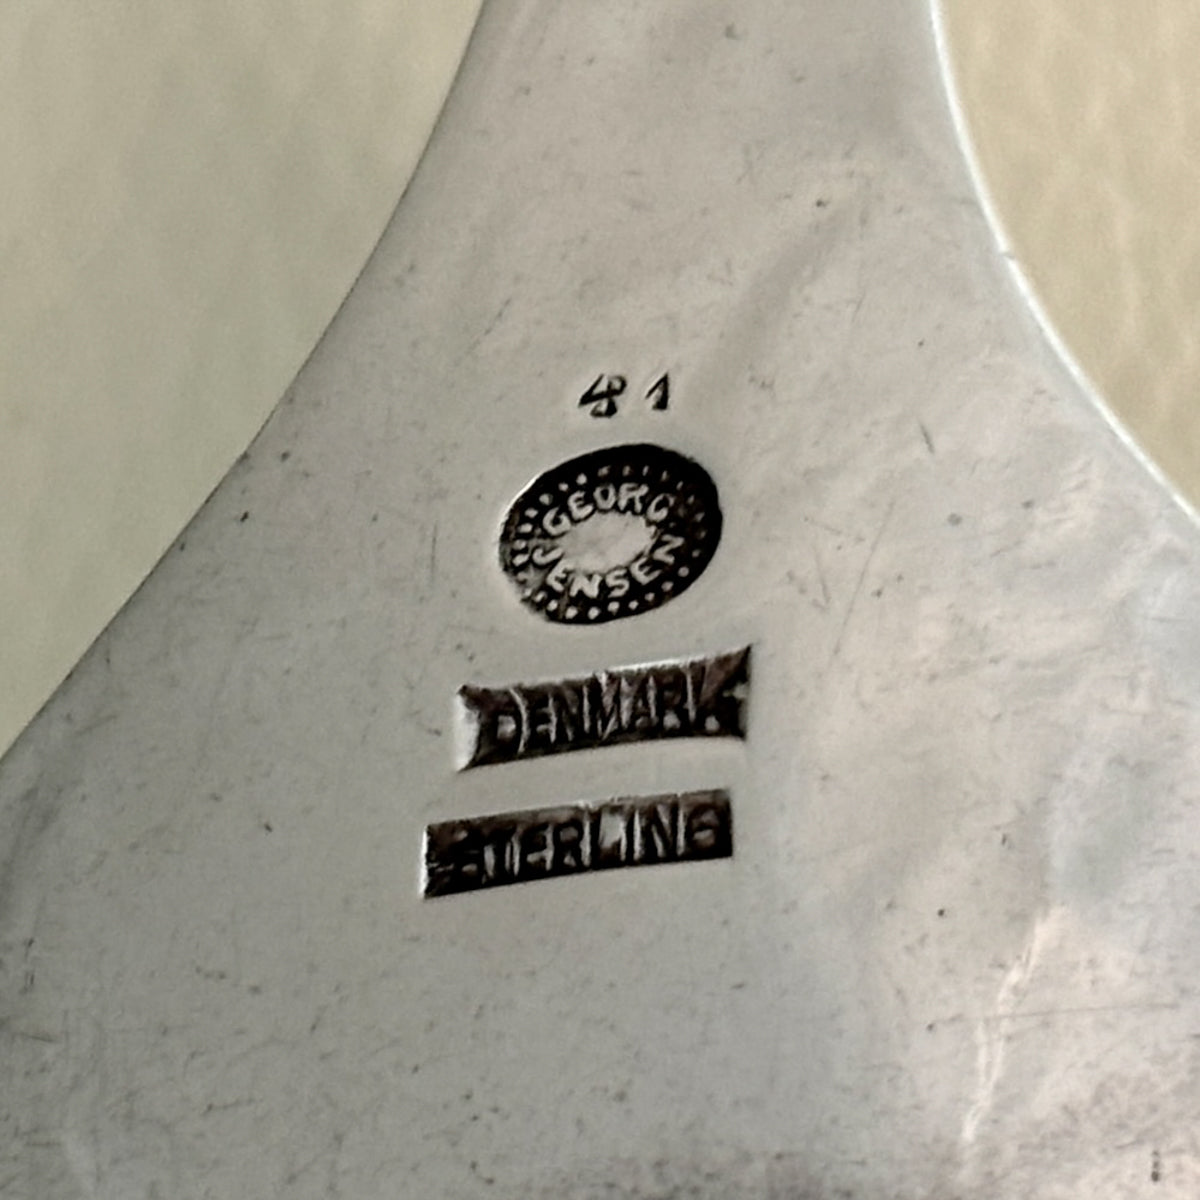 41
GEORG
JENSEN
DENMARK
STERLING